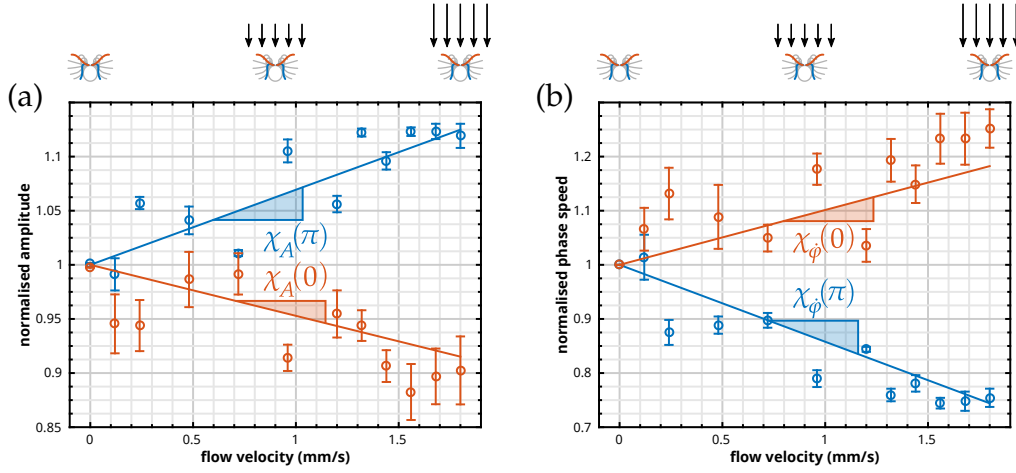 (a)
(b)
normalised amplitude
1.1
1.05
1
0.95
0.9
0.85
χ_A(π)
χ_A(0)
0
0.5
1
1.5
flow velocity (mm/s)
normalised phase speed
1.2
1.1
1
0.9
0.8
0.7
χ_φ̇(0)
χ_φ̇(π)
0
0.5
1
1.5
flow velocity (mm/s)